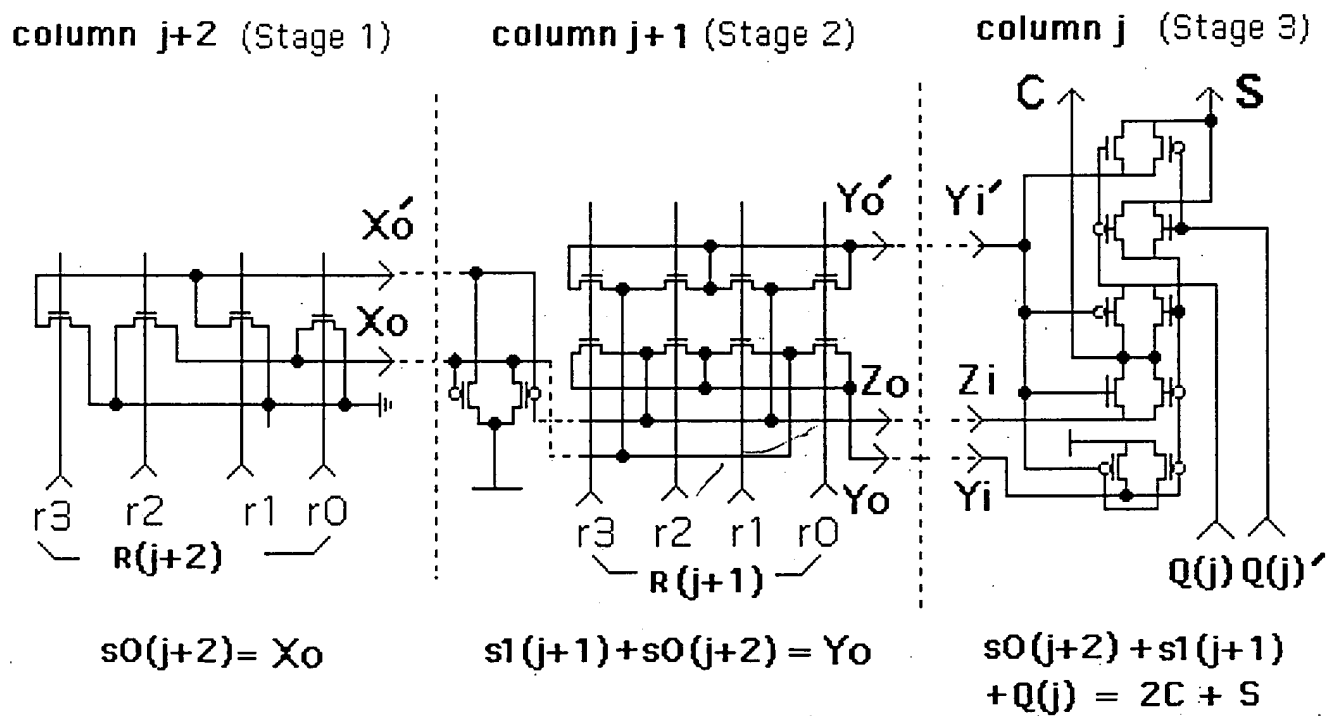 column j+2 (Stage 1)
column j+1 (Stage 2)
column j (Stage 3)
C
S
Xo′
Xo
Yo′
Yi′
Zo
Zi
Yo
Yi
r3 r2 r1 r0
R(j+2)
r3 r2 r1 r0
R(j+1)
Q(j) Q(j)′
s0(j+2)= Xo
s1(j+1)+s0(j+2) = Yo
s0(j+2)+s1(j+1)
+Q(j) = 2C + S